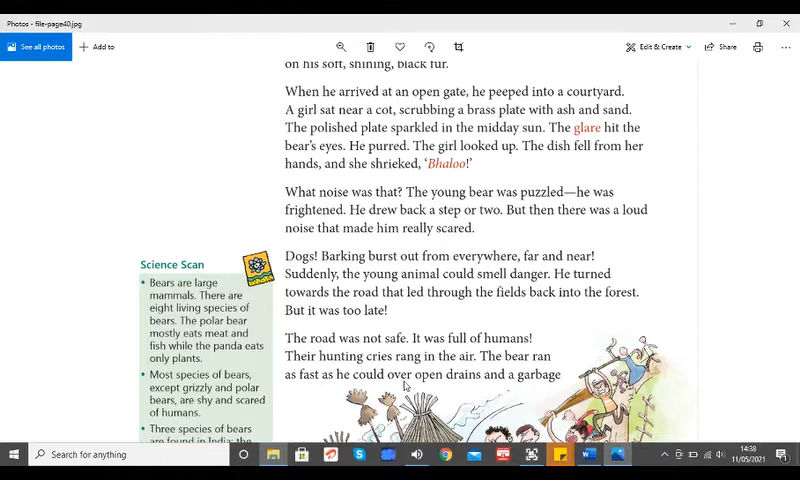 Photos - file-page40.jpg
See all photos
Add to
Edit & Create
Share
on his soft, shining, black fur.
When he arrived at an open gate, he peeped into a courtyard.
A girl sat near a cot, scrubbing a brass plate with ash and sand.
The polished plate sparkled in the midday sun. The glare hit the
bear's eyes. He purred. The girl looked up. The dish fell from her
hands, and she shrieked, ‘Bhaloo!’
What noise was that? The young bear was puzzled—he was
frightened. He drew back a step or two. But then there was a loud
noise that made him really scared.
Dogs! Barking burst out from everywhere, far and near!
Suddenly, the young animal could smell danger. He turned
towards the road that led through the fields back into the forest.
But it was too late!
The road was not safe. It was full of humans!
Their hunting cries rang in the air. The bear ran
as fast as he could over open drains and a garbage
Science Scan
• Bears are large
mammals. There are
eight living species of
bears. The polar bear
mostly eats meat and
fish while the panda eats
only plants.
• Most species of bears,
except grizzly and polar
bears, are shy and scared
of humans.
• Three species of bears
are found in India: the
Search for anything
14:38
11/05/2021